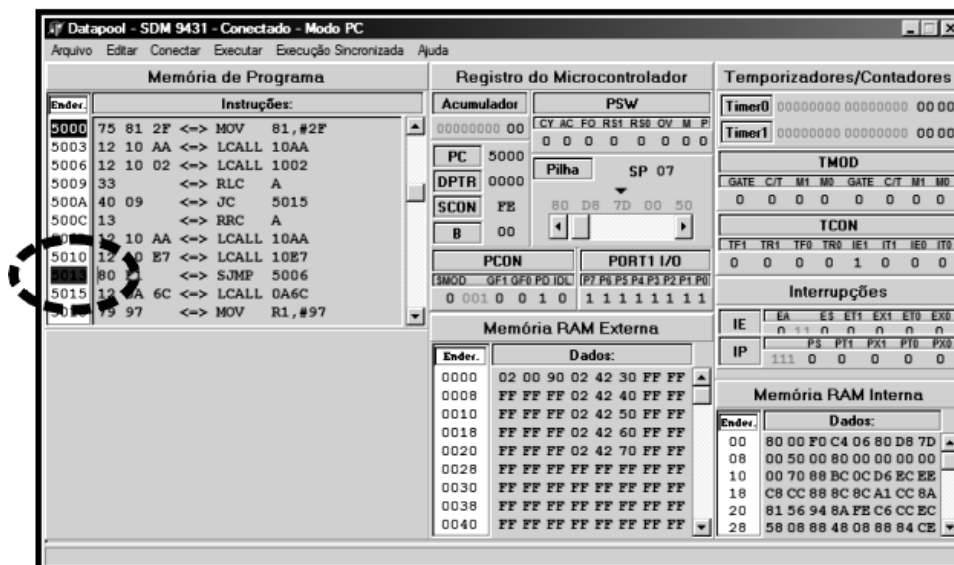 Datapool - SDM 9431 - Conectado - Modo PC
Arquivo Editar Conectar Executar Execução Sincronizada Ajuda
Memória de Programa
Ender. Instruções:
5000 75 81 2F <=> MOV 81,#2F
5003 12 10 AA <=> LCALL 10AA
5006 12 10 02 <=> LCALL 1002
5009 33 <=> RLC A
500A 40 09 <=> JC 5015
500C 13 <=> RRC A
12 10 AA <=> LCALL 10AA
5010 12 E7 <=> LCALL 10E7
5013 80 <=> SJMP 5006
5015 12 0A 6C <=> LCALL 0A6C
79 97 <=> MOV R1,#97
Registro do Microcontrolador
Acumulador
00000000 00
PSW
CY AC FO RS1 RS0 OV M P
0 0 0 0 0 0 0 0
PC 5000
DPTR 0000
SCON FE
B 00
Pilha SP 07
80 D8 7D 00 50
PCON
SMOD GF1 GF0 PD IDL
0 001 0 0 1 0
PORT1 I/O
P7 P6 P5 P4 P3 P2 P1 P0
1 1 1 1 1 1 1 1
Memória RAM Externa
Ender. Dados:
0000 02 00 90 02 42 30 FF FF
0008 FF FF FF 02 42 40 FF FF
0010 FF FF FF 02 42 50 FF FF
0018 FF FF FF 02 42 60 FF FF
0020 FF FF FF 02 42 70 FF FF
0028 FF FF FF FF FF FF FF FF
0030 FF FF FF FF FF FF FF FF
0038 FF FF FF FF FF FF FF FF
0040 FF FF FF FF FF FF FF FF
Temporizadores/Contadores
Timer0 00000000 00000000 00 00
Timer1 00000000 00000000 00 00
TMOD
GATE C/T M1 M0 GATE C/T M1 M0
0 0 0 0 0 0 0 0
TCON
TF1 TR1 TF0 TR0 IE1 IT1 IE0 IT0
0 0 0 0 1 0 0 0
Interrupções
IE
EA ES ET1 EX1 ET0 EX0
0 11 0 0 0 0 0
IP
PS PT1 PX1 PT0 PX0
111 0 0 0 0 0
Memória RAM Interna
Ender. Dados:
00 80 00 F0 C4 06 80 D8 7D
08 00 50 00 80 00 00 00 00
10 00 70 88 BC 0C D6 EC EE
18 C8 CC 88 8C 8C A1 CC 8A
20 81 56 94 8A FE C6 CC EC
28 58 08 88 48 08 88 84 CE